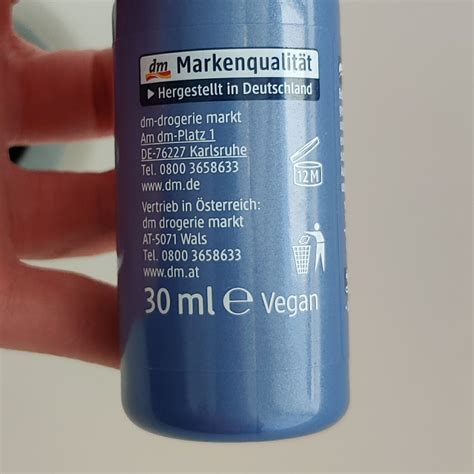 dm Markenqualität
Hergestellt in Deutschland
dm-drogerie markt
Am dm-Platz 1
DE-76227 Karlsruhe
Tel. 0800 3658633
www.dm.de
12 M
Vertrieb in Österreich:
dm drogerie markt
AT-5071 Wals
Tel. 0800 3658633
www.dm.at
30 ml ℮ Vegan